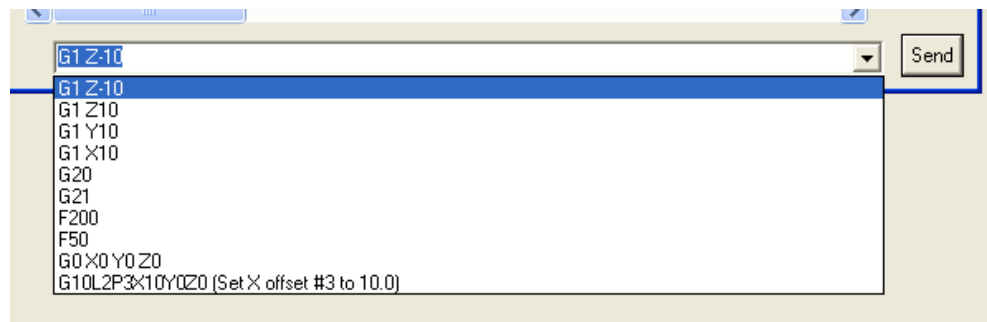 G1 Z-10
Send
G1 Z-10
G1 Z10
G1 Y10
G1 X10
G20
G21
F200
F50
G0 X0 Y0 Z0
G10L2P3X10Y0Z0 (Set X offset #3 to 10.0)